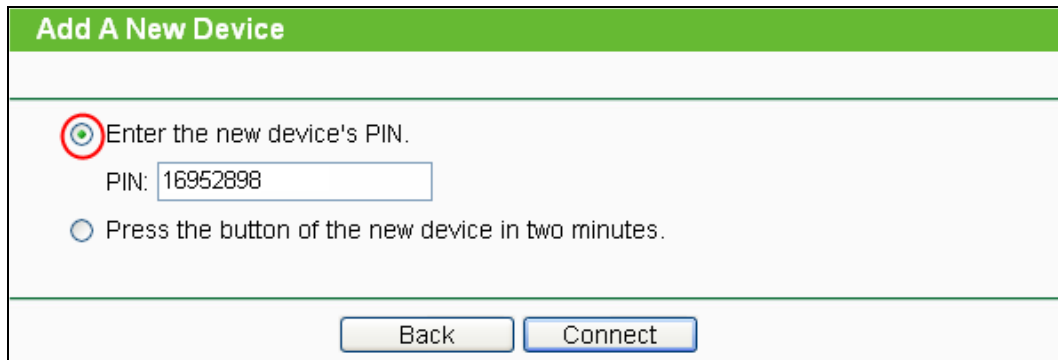 Add A New Device
Enter the new device's PIN.
PIN: 16952898
Press the button of the new device in two minutes.
Back Connect